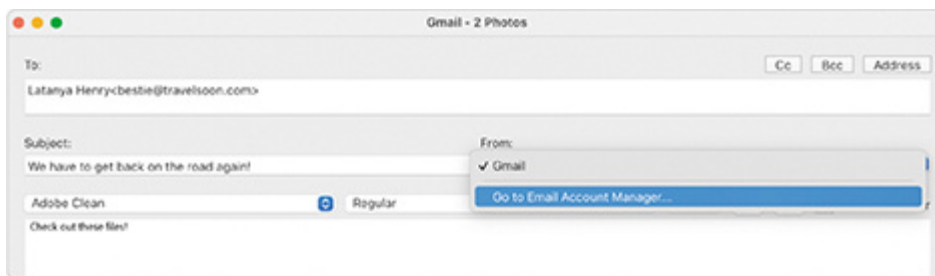 Gmail - 2 Photos
To:
Cc Bcc Address
Latanya Henry<bestie@travelsoon.com>
Subject: From:
We have to get back on the road again! ✓ Gmail
Adobe Clean Regular Go to Email Account Manager...
Check out these files!